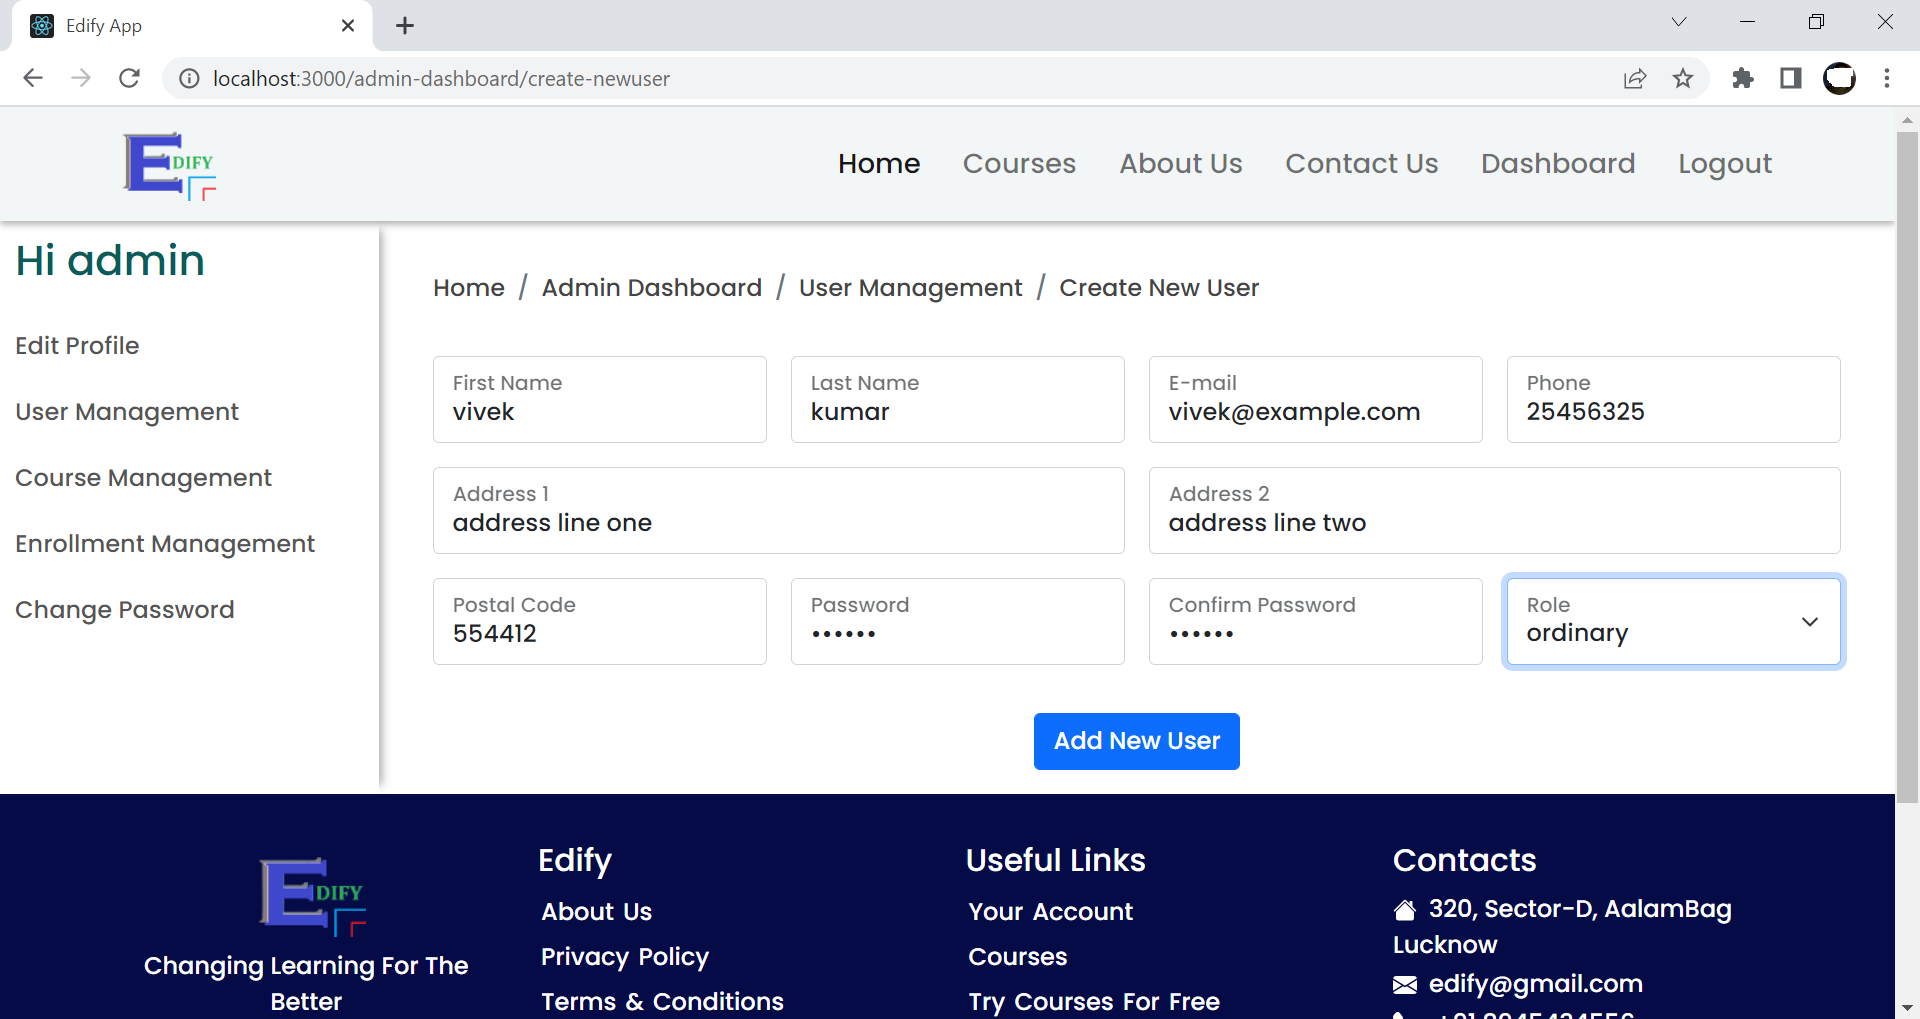 Edify App
localhost:3000/admin-dashboard/create-newuser
EDIFY
Home Courses About Us Contact Us Dashboard Logout
Hi admin
Edit Profile
User Management
Course Management
Enrollment Management
Change Password
Home / Admin Dashboard / User Management / Create New User
First Name
vivek
Last Name
kumar
E-mail
vivek@example.com
Phone
25456325
Address 1
address line one
Address 2
address line two
Postal Code
554412
Password
••••••
Confirm Password
••••••
Role
ordinary
Add New User
EDIFY
Changing Learning For The
Better
Edify
About Us
Privacy Policy
Terms & Conditions
Useful Links
Your Account
Courses
Try Courses For Free
Contacts
320, Sector-D, AalamBag
Lucknow
edify@gmail.com